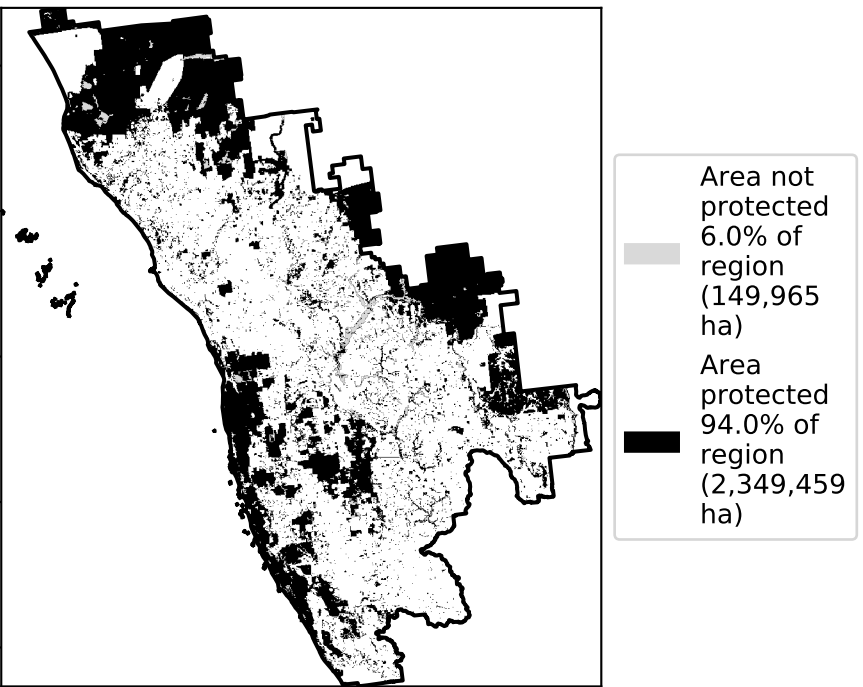 Area not
protected
6.0% of
region
(149,965
ha)
Area
protected
94.0% of
region
(2,349,459
ha)